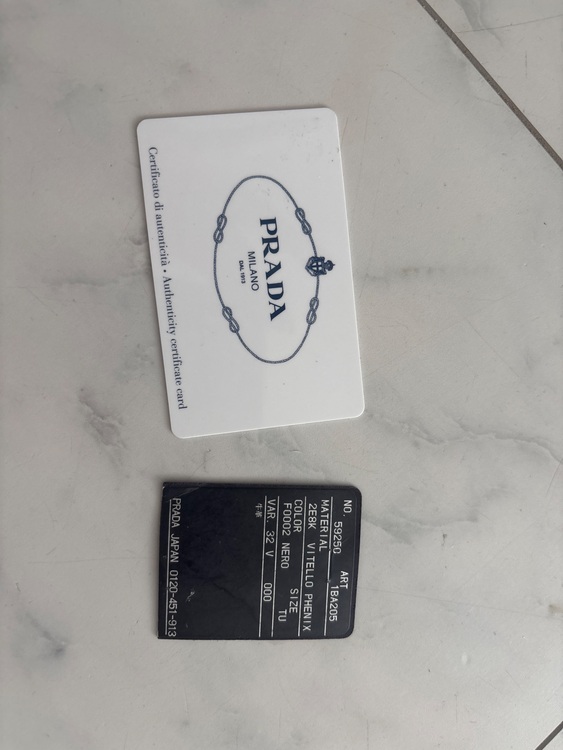 PRADA
MILANO
DAL 1913
Certificato di autenticità • Authenticity certificate card
NO. 59250 ART 1BA205
MATERIAL
2E8K VITELLO PHENIX
COLOR SIZE
F0002 NERO TU
VAR. 32 V 000
牛革
PRADA JAPAN 0120-451-913